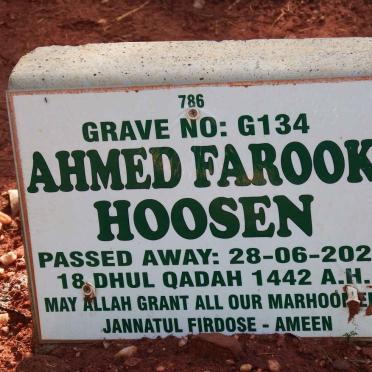 786
GRAVE NO: G134
AHMED FAROOK
HOOSEN
PASSED AWAY: 28-06-202
18 DHUL QADAH 1442 A.H.
MAY ALLAH GRANT ALL OUR MARHOOMEEN
JANNATUL FIRDOSE - AMEEN